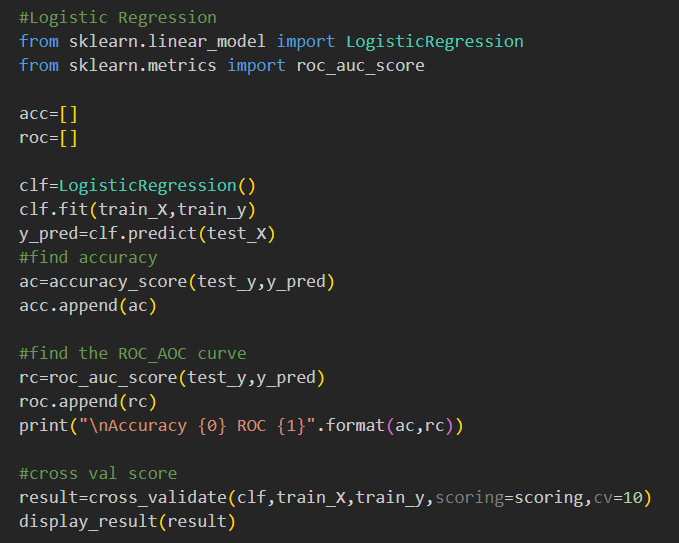 #Logistic Regression
from sklearn.linear_model import LogisticRegression
from sklearn.metrics import roc_auc_score
acc=[]
roc=[]
clf=LogisticRegression()
clf.fit(train_X,train_y)
y_pred=clf.predict(test_X)
#find accuracy
ac=accuracy_score(test_y,y_pred)
acc.append(ac)
#find the ROC_AOC curve
rc=roc_auc_score(test_y,y_pred)
roc.append(rc)
print("\nAccuracy {0} ROC {1}".format(ac,rc))
#cross val score
result=cross_validate(clf,train_X,train_y,scoring=scoring,cv=10)
display_result(result)